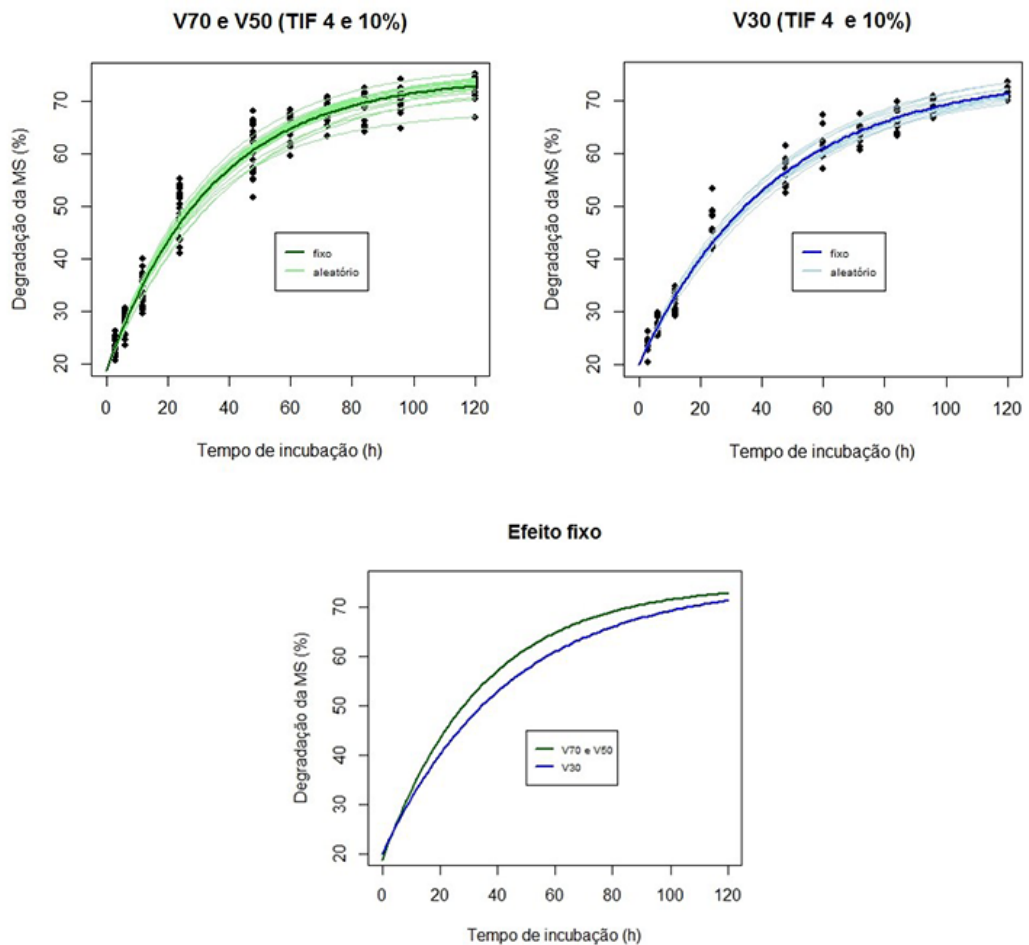 V70 e V50 (TIF 4 e 10%)
Degradação da MS (%)
70
60
50
40
30
20
fixo
aleatório
0 20 40 60 80 100 120
Tempo de incubação (h)
V30 (TIF 4 e 10%)
Degradação da MS (%)
70
60
50
40
30
20
fixo
aleatório
0 20 40 60 80 100 120
Tempo de incubação (h)
Efeito fixo
Degradação da MS (%)
70
60
50
40
30
20
V70 e V50
V30
0 20 40 60 80 100 120
Tempo de incubação (h)